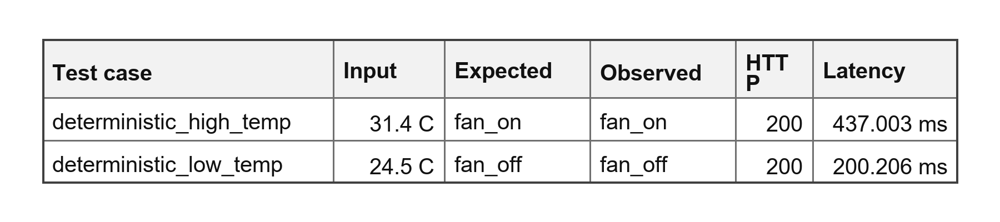 Test case Input Expected Observed HTT
P Latency
deterministic_high_temp 31.4 C fan_on fan_on 200 437.003 ms
deterministic_low_temp 24.5 C fan_off fan_off 200 200.206 ms